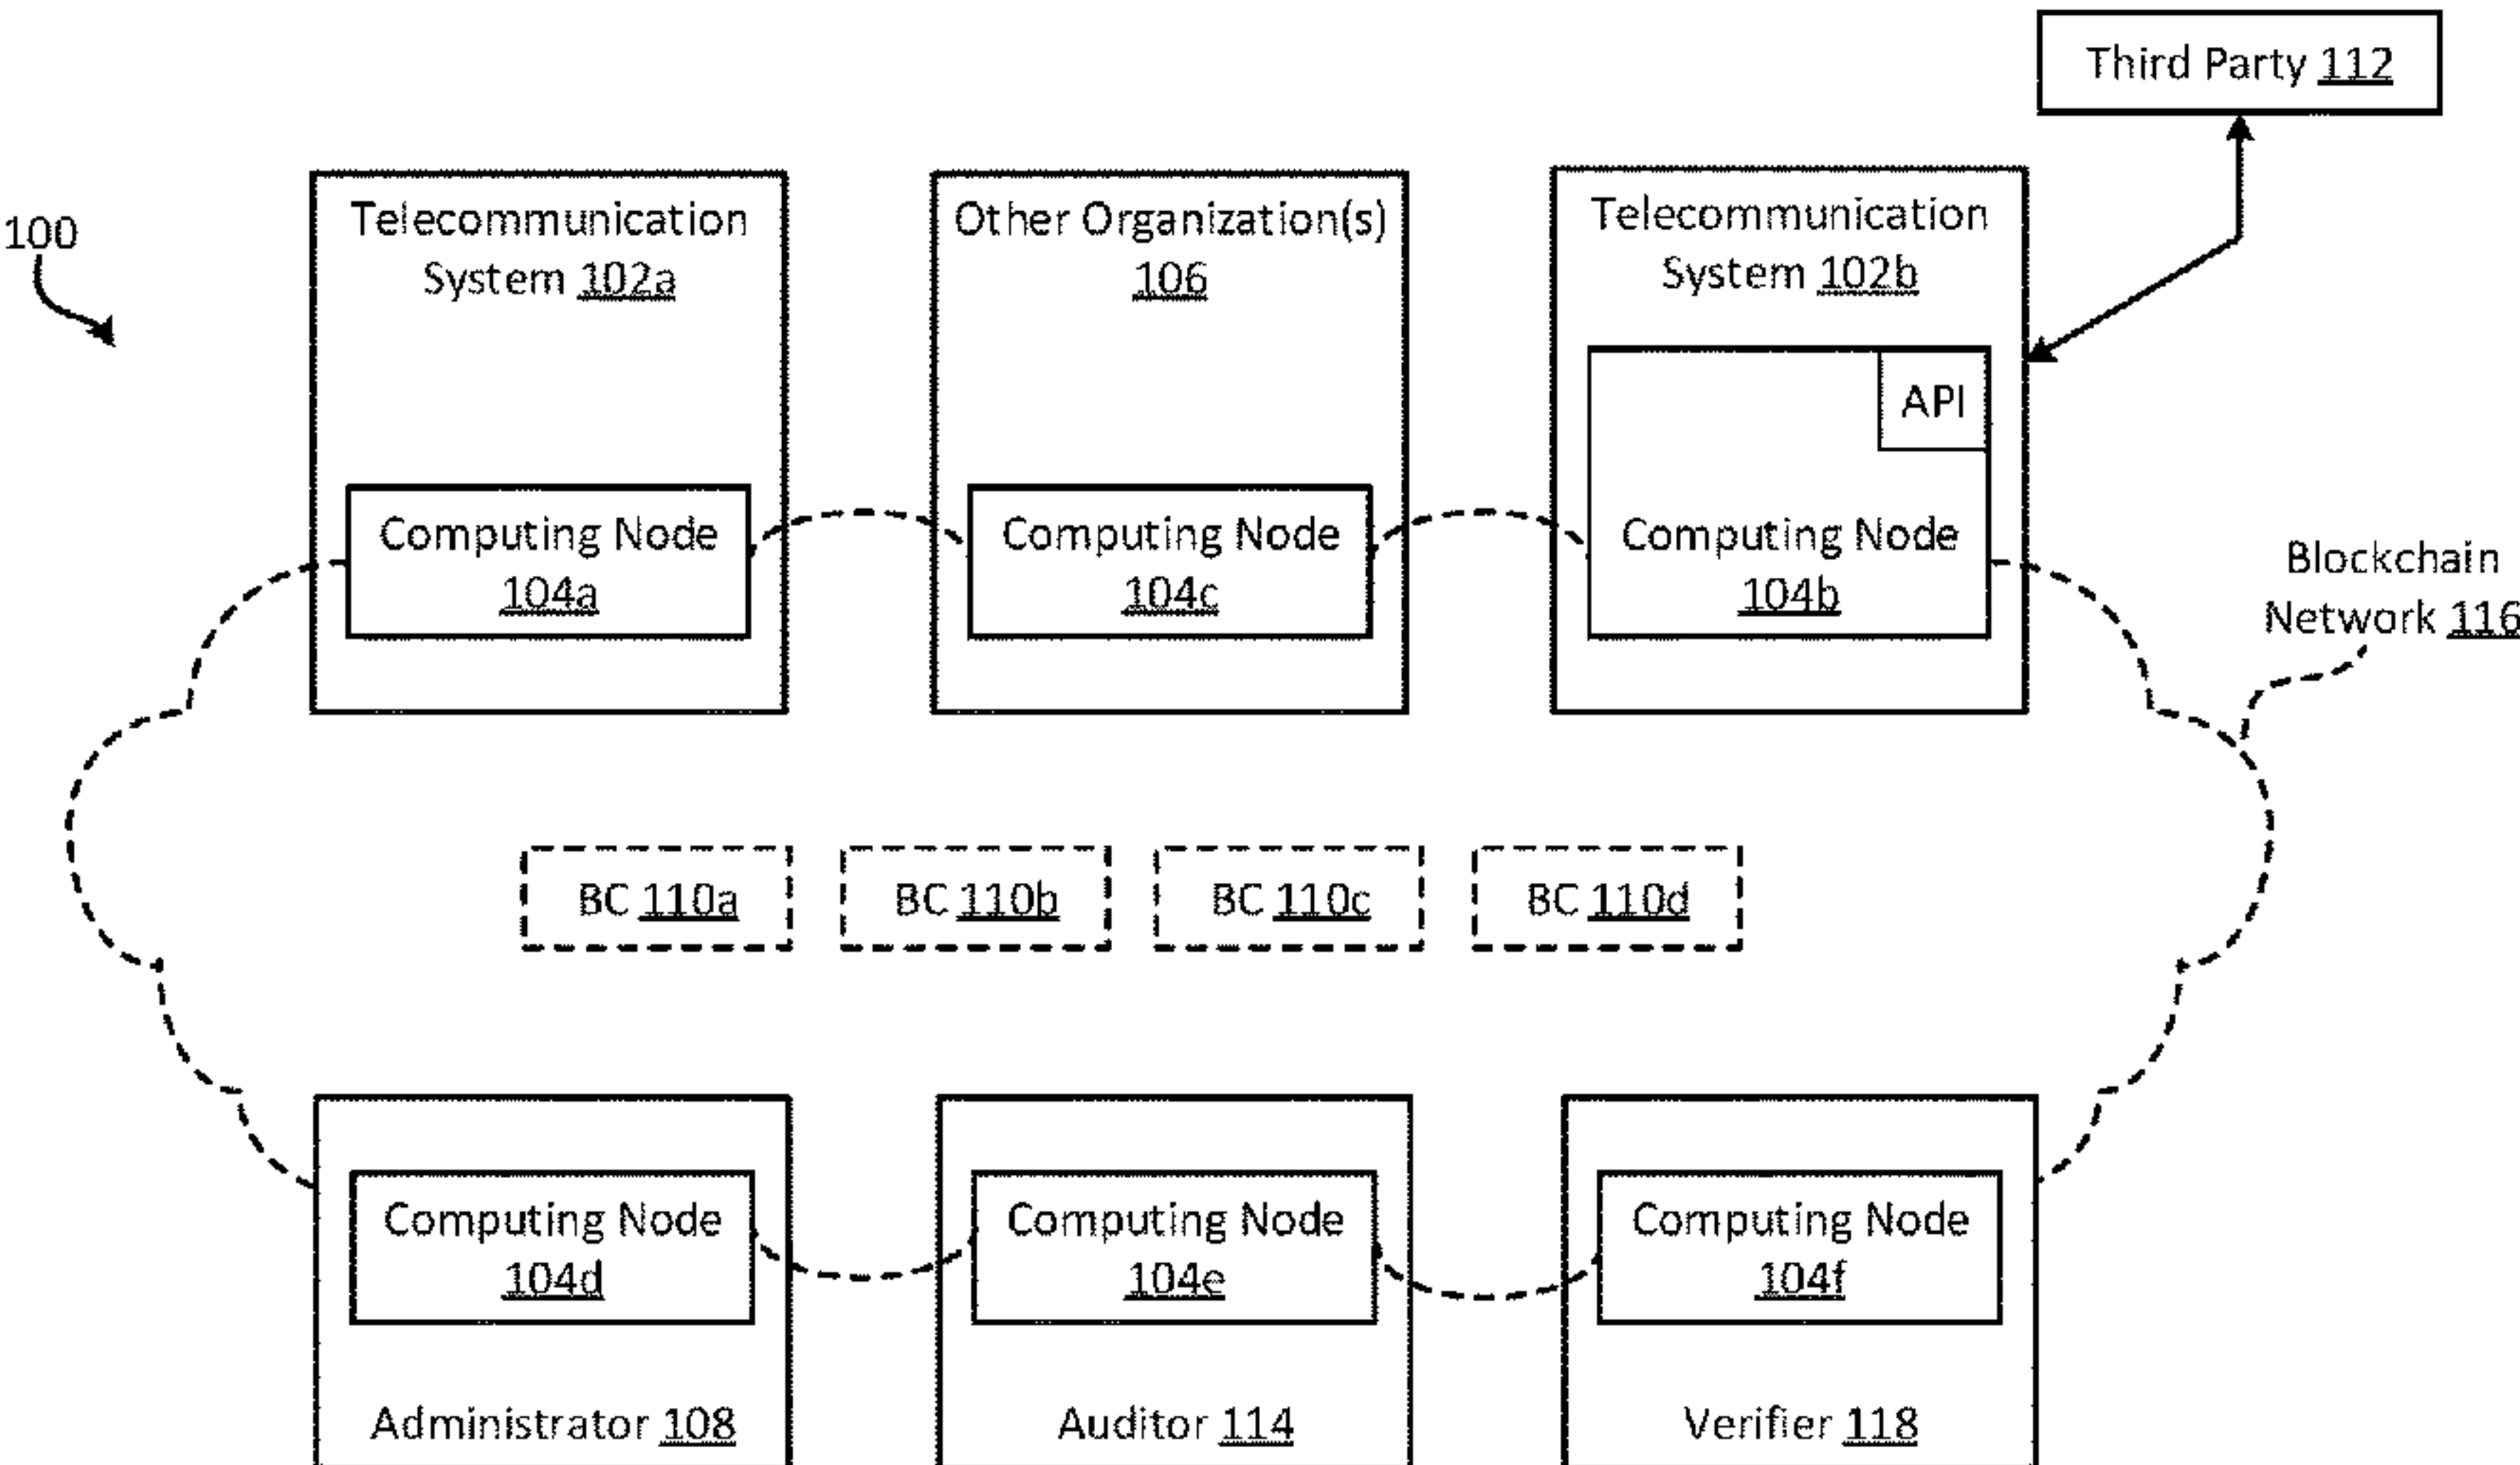 Third Party 112
100
Telecommunication
System 102a
Other Organization(s)
106
Telecommunication
System 102b
API
Computing Node
104a
Computing Node
104c
Computing Node
104b
Blockchain
Network 116
BC 110a
BC 110b
BC 110c
BC 110d
Computing Node
104d
Computing Node
104e
Computing Node
104f
Administrator 108
Auditor 114
Verifier 118